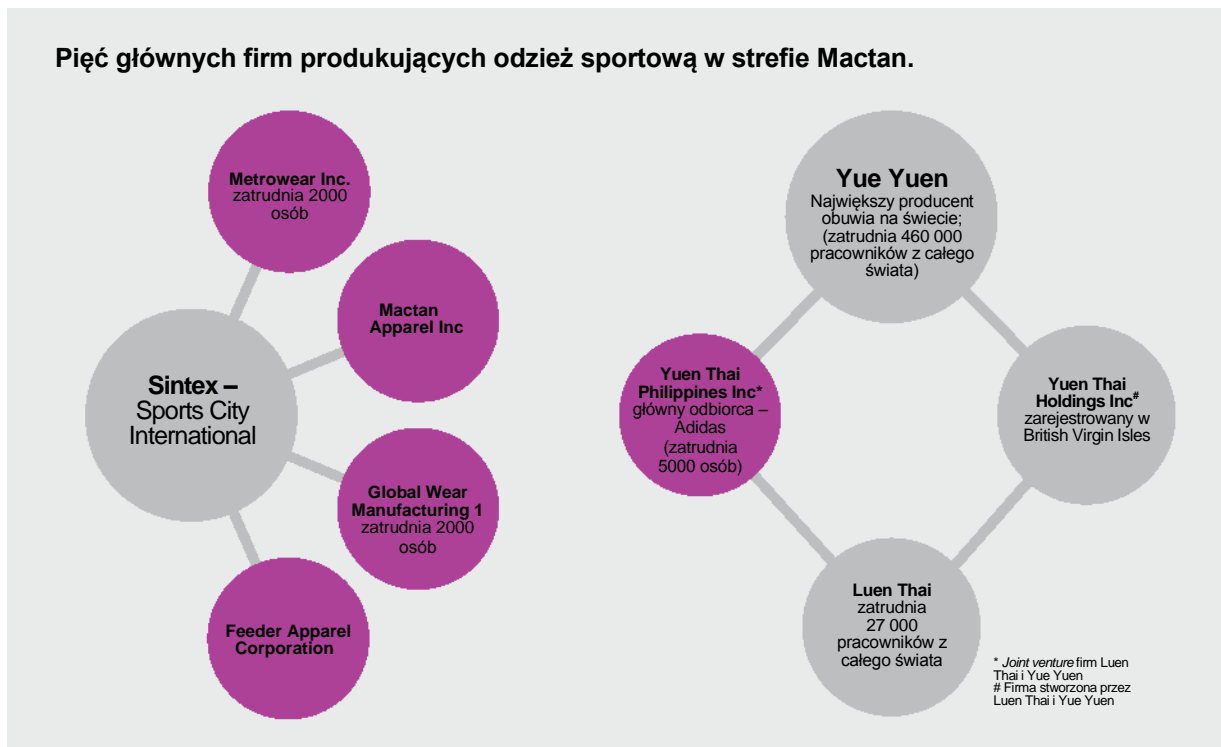 Pięć głównych firm produkujących odzież sportową w strefie Mactan.
Metrowear Inc.
zatrudnia 2000
osób
Mactan
Apparel Inc
Sintex –
Sports City
International
Global Wear
Manufacturing 1
zatrudnia 2000
osób
Feeder Apparel
Corporation
Yue Yuen
Największy producent
obuwia na świecie;
(zatrudnia 460 000
pracowników z całego
świata)
Yuen Thai
Philippines Inc*
główny odbiorca –
Adidas
(zatrudnia
5000 osób)
Yuen Thai
Holdings Inc#
zarejestrowany w
British Virgin Isles
Luen Thai
zatrudnia
27 000
pracowników z
całego świata
* Joint venture firm Luen
Thai i Yue Yuen
# Firma stworzona przez
Luen Thai i Yue Yuen